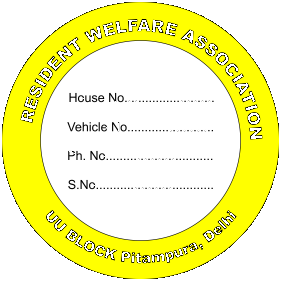 RESIDENT WELFARE ASSOCIATION
House No........................
Vehicle No........................
Ph. No.............................
S.No................................
UU BLOCK Pitampura, Delhi